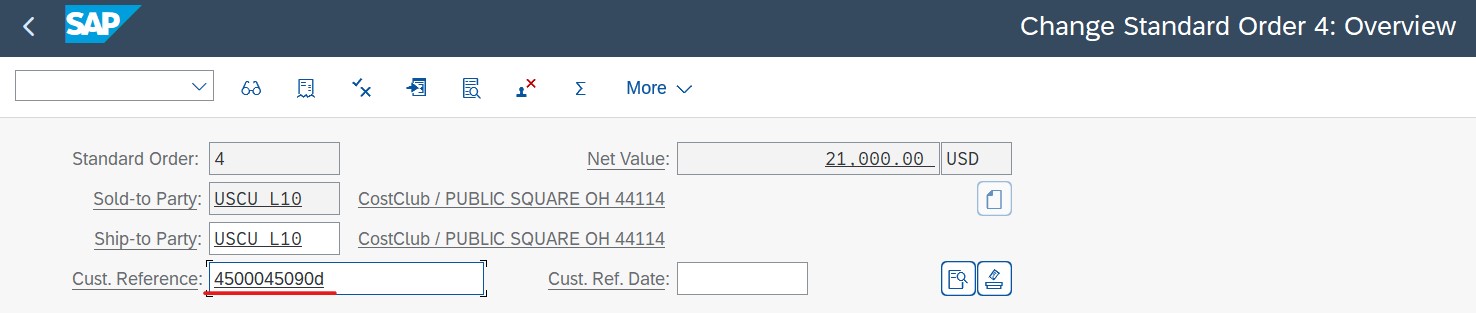 SAP Change Standard Order 4: Overview
Σ More
Standard Order: 4 Net Value: 21,000.00 USD
Sold-to Party: USCU_L10 CostClub / PUBLIC SQUARE OH 44114
Ship-to Party: USCU_L10 CostClub / PUBLIC SQUARE OH 44114
Cust. Reference: 4500045090d Cust. Ref. Date: